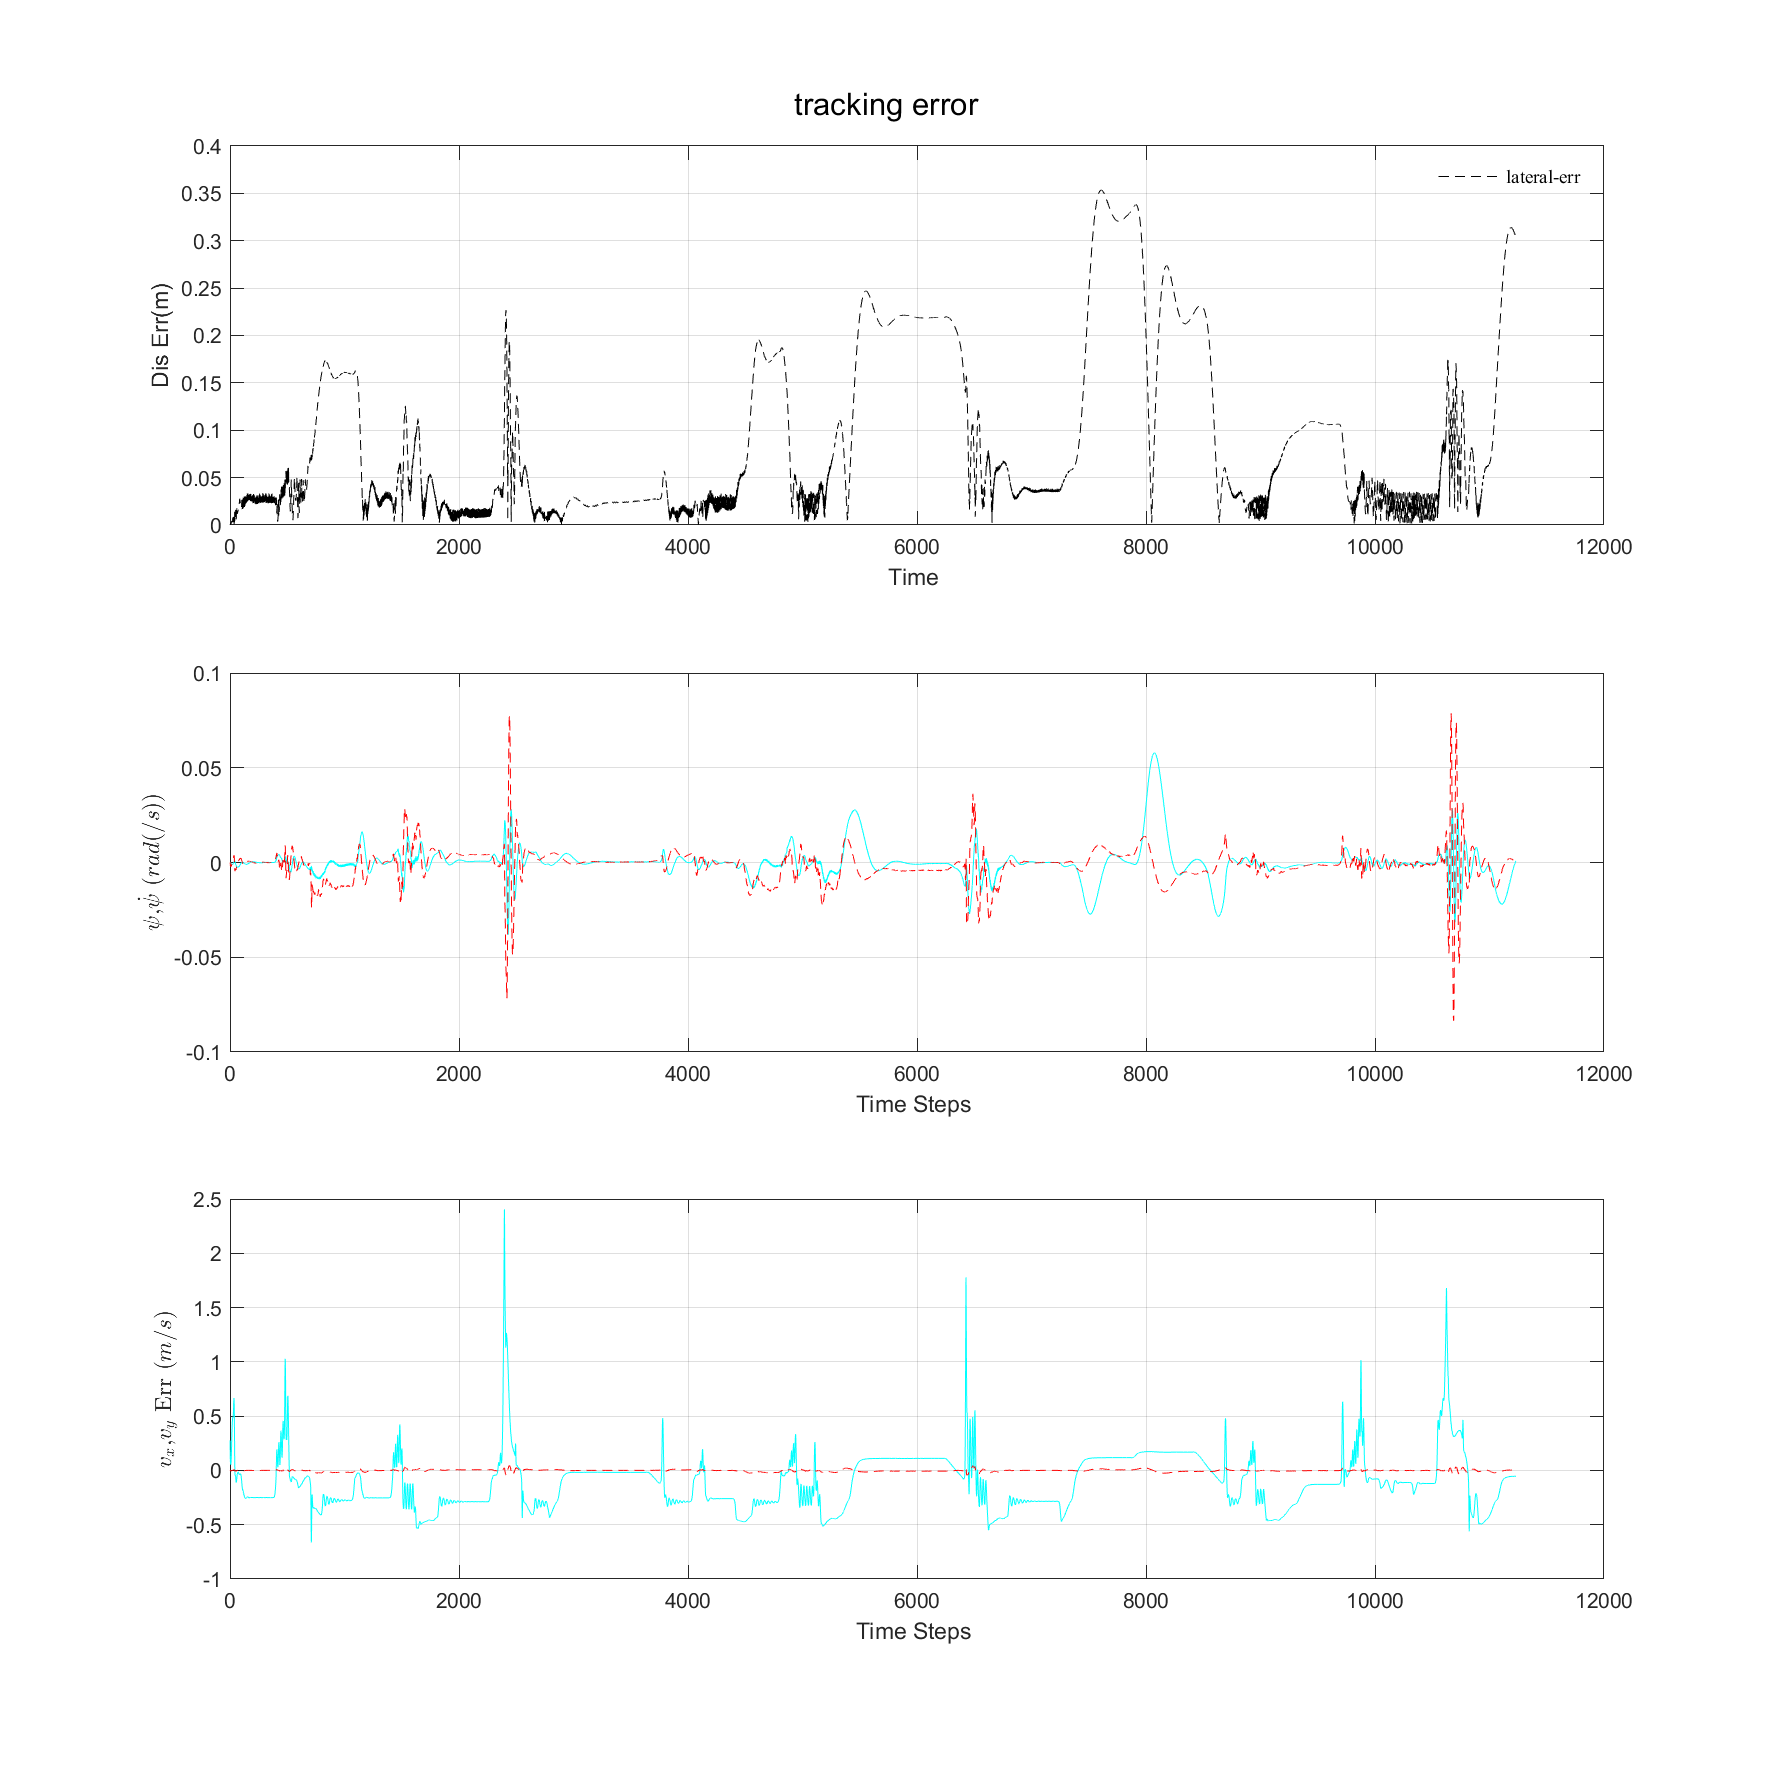 tracking error
0.4
0.35
0.3
0.25
0.2
0.15
0.1
0.05
0
Dis Err(m)
lateral-err
0 2000 4000 6000 8000 10000 12000
Time
0.1
0.05
0
-0.05
-0.1
ψ,ψ̇ (rad(/s))
0 2000 4000 6000 8000 10000 12000
Time Steps
2.5
2
1.5
1
0.5
0
-0.5
-1
v_x,v_y Err (m/s)
0 2000 4000 6000 8000 10000 12000
Time Steps